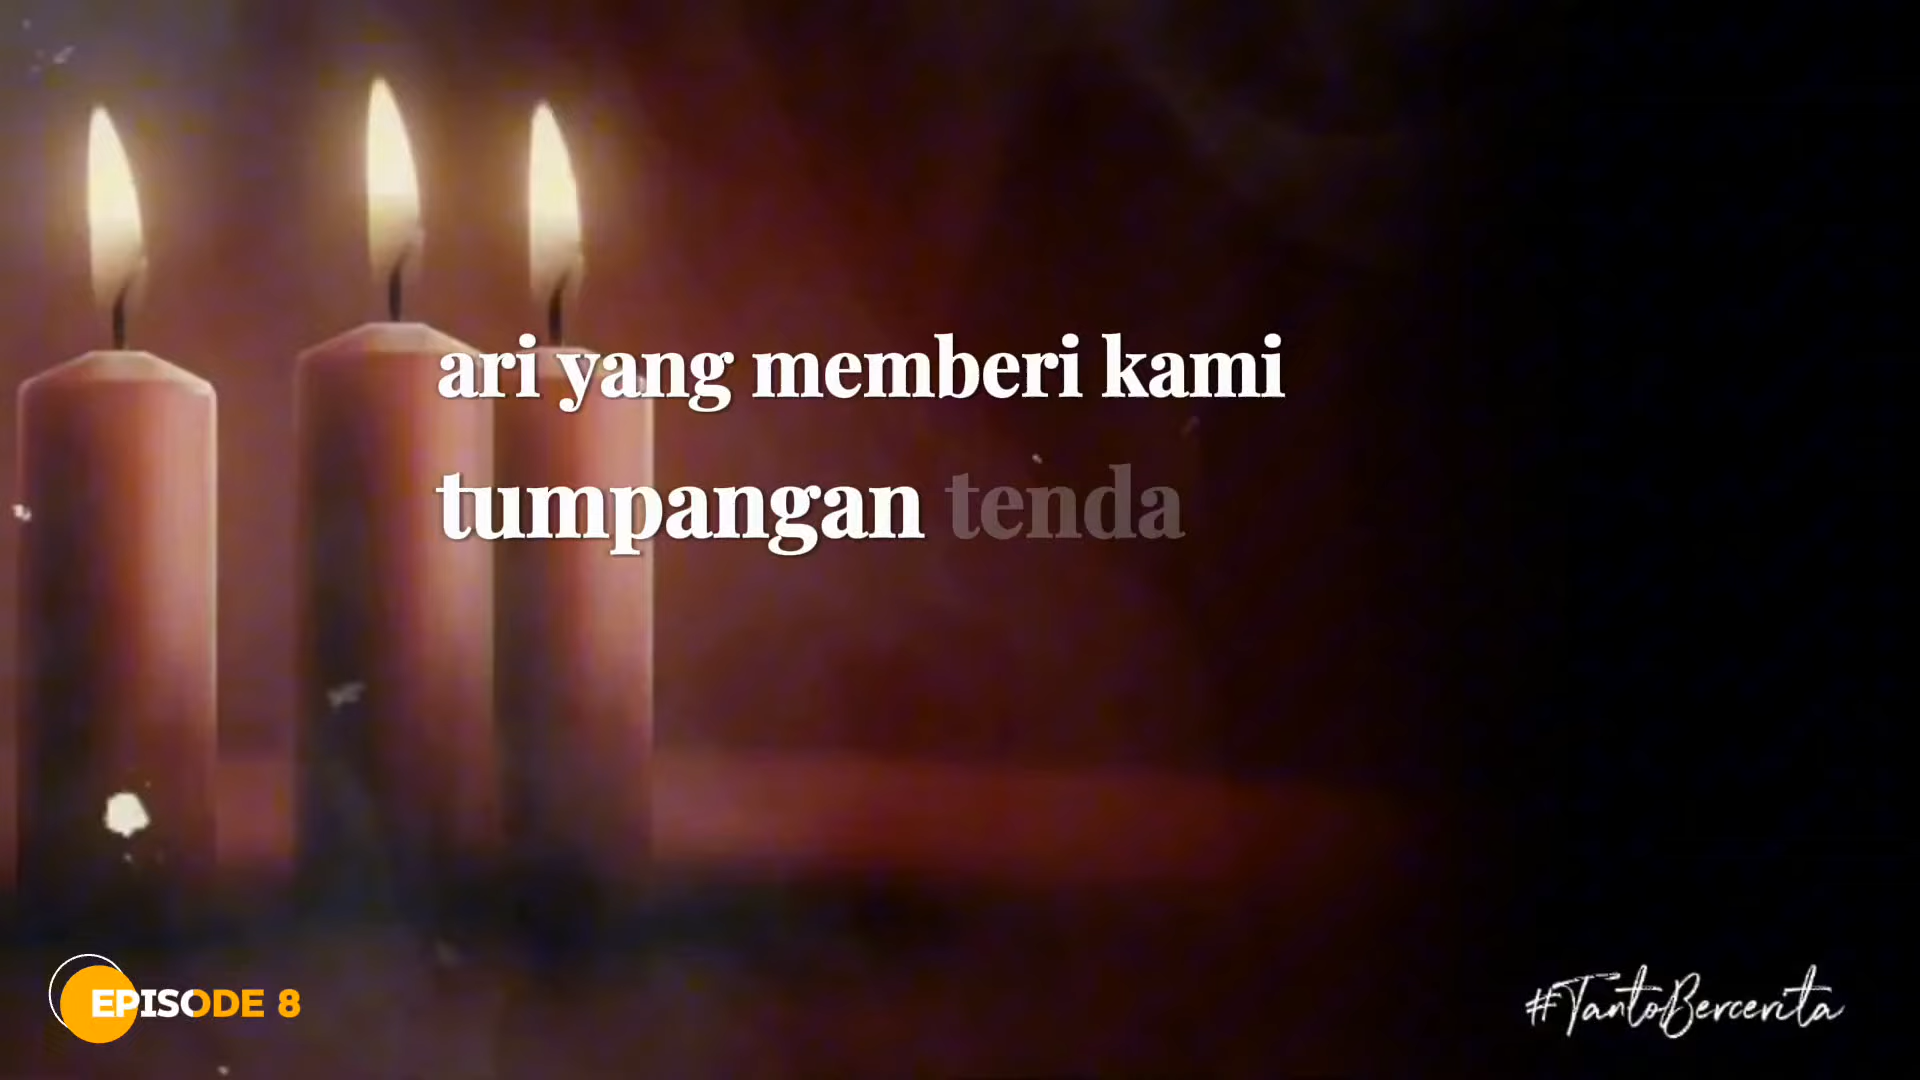 ari yang memberi kami
tumpangan tenda
EPISODE 8
#TantoBercerita